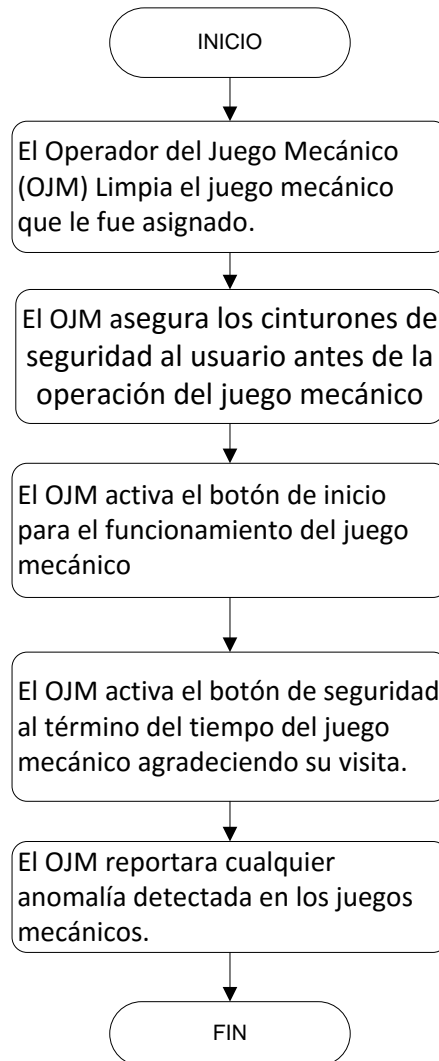 INICIO
El Operador del Juego Mecánico
(OJM) Limpia el juego mecánico
que le fue asignado.
El OJM asegura los cinturones de
seguridad al usuario antes de la
operación del juego mecánico
El OJM activa el botón de inicio
para el funcionamiento del juego
mecánico
El OJM activa el botón de seguridad
al término del tiempo del juego
mecánico agradeciendo su visita.
El OJM reportara cualquier
anomalía detectada en los juegos
mecánicos.
FIN